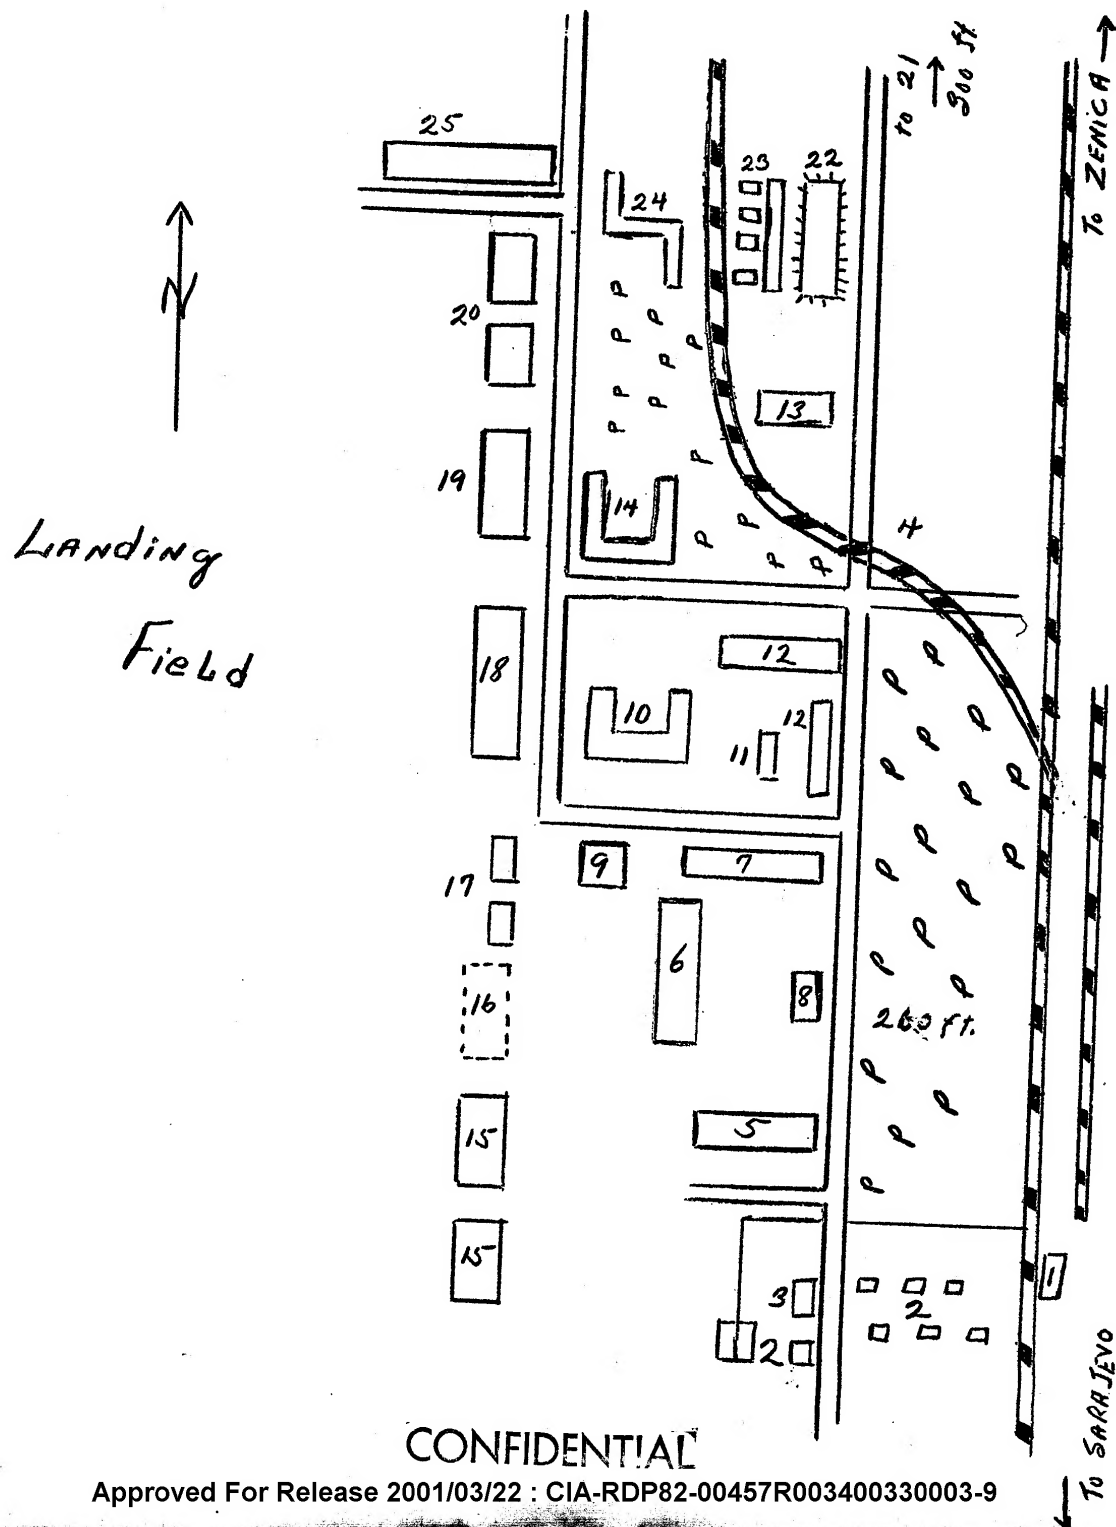 to 21
→
900 ft
To ZENICA →
25
23
22
24
N
20
13
19
14
4
LANDING
Field
18
12
10
12
11
9
7
17
6
16
8
260 ft.
15
5
15
1
3
2
2
P P P P P P P P P P P P P P P
P P P P P P P P P P P P P P P P P P P P
← To SARAJEVO
CONFIDENTIAL
Approved For Release 2001/03/22 : CIA-RDP82-00457R003400330003-9